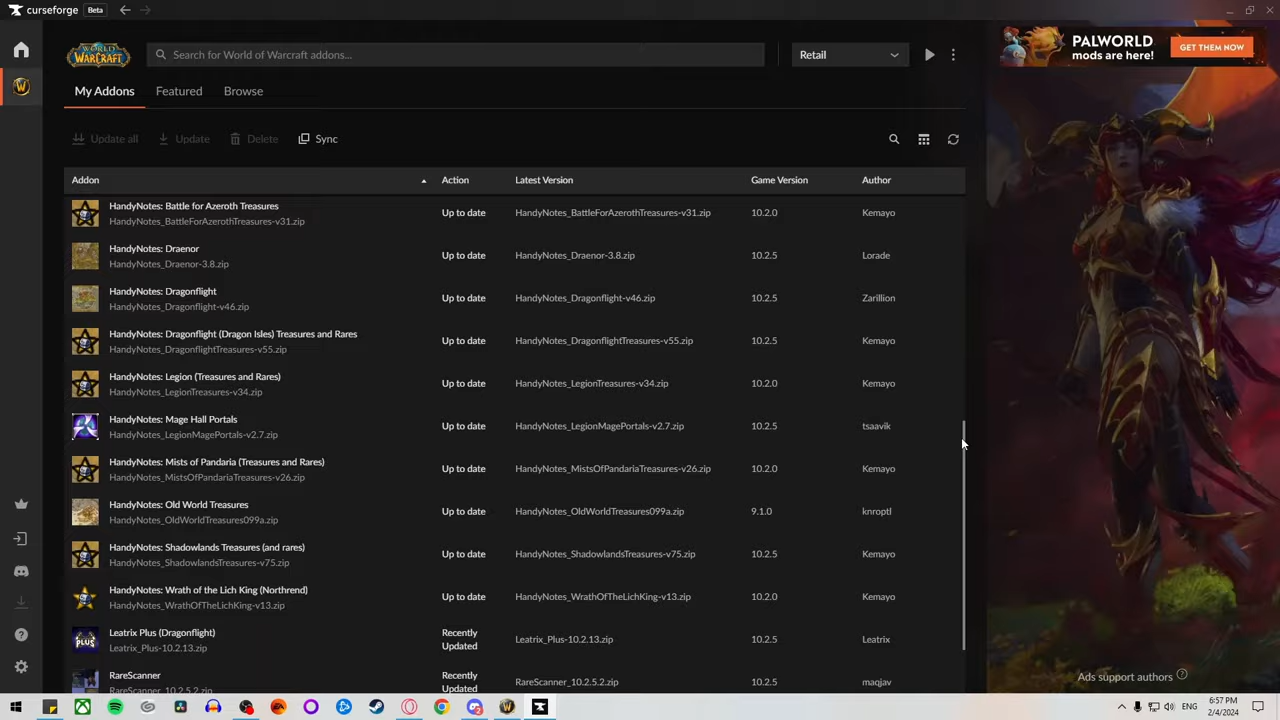 curseforge Beta
WORLD WARCRAFT
Search for World of Warcraft addons...
Retail
PALWORLD
mods are here!
GET THEM NOW
My Addons Featured Browse
Update all Update Delete Sync
Addon Action Latest Version Game Version Author
HandyNotes: Battle for Azeroth Treasures
HandyNotes_BattleForAzerothTreasures-v31.zip
Up to date HandyNotes_BattleForAzerothTreasures-v31.zip 10.2.0 Kemayo
HandyNotes: Draenor
HandyNotes_Draenor-3.8.zip
Up to date HandyNotes_Draenor-3.8.zip 10.2.5 Lorade
HandyNotes: Dragonflight
HandyNotes_Dragonflight-v46.zip
Up to date HandyNotes_Dragonflight-v46.zip 10.2.5 Zarillion
HandyNotes: Dragonflight (Dragon Isles) Treasures and Rares
HandyNotes_DragonflightTreasures-v55.zip
Up to date HandyNotes_DragonflightTreasures-v55.zip 10.2.5 Kemayo
HandyNotes: Legion (Treasures and Rares)
HandyNotes_LegionTreasures-v34.zip
Up to date HandyNotes_LegionTreasures-v34.zip 10.2.0 Kemayo
HandyNotes: Mage Hall Portals
HandyNotes_LegionMagePortals-v2.7.zip
Up to date HandyNotes_LegionMagePortals-v2.7.zip 10.2.5 tsaavik
HandyNotes: Mists of Pandaria (Treasures and Rares)
HandyNotes_MistsOfPandariaTreasures-v26.zip
Up to date HandyNotes_MistsOfPandariaTreasures-v26.zip 10.2.0 Kemayo
HandyNotes: Old World Treasures
HandyNotes_OldWorldTreasures099a.zip
Up to date HandyNotes_OldWorldTreasures099a.zip 9.1.0 knroptl
HandyNotes: Shadowlands Treasures (and rares)
HandyNotes_ShadowlandsTreasures-v75.zip
Up to date HandyNotes_ShadowlandsTreasures-v75.zip 10.2.5 Kemayo
HandyNotes: Wrath of the Lich King (Northrend)
HandyNotes_WrathOfTheLichKing-v13.zip
Up to date HandyNotes_WrathOfTheLichKing-v13.zip 10.2.0 Kemayo
PLUS
Leatrix Plus (Dragonflight)
Leatrix_Plus-10.2.13.zip
Recently
Updated
Leatrix_Plus-10.2.13.zip 10.2.5 Leatrix
RareScanner
RareScanner_10.2.5.2.zip
Recently
Updated
RareScanner_10.2.5.2.zip 10.2.5 maqjav
Ads support authors
ENG
6:57 PM
2/4/2024